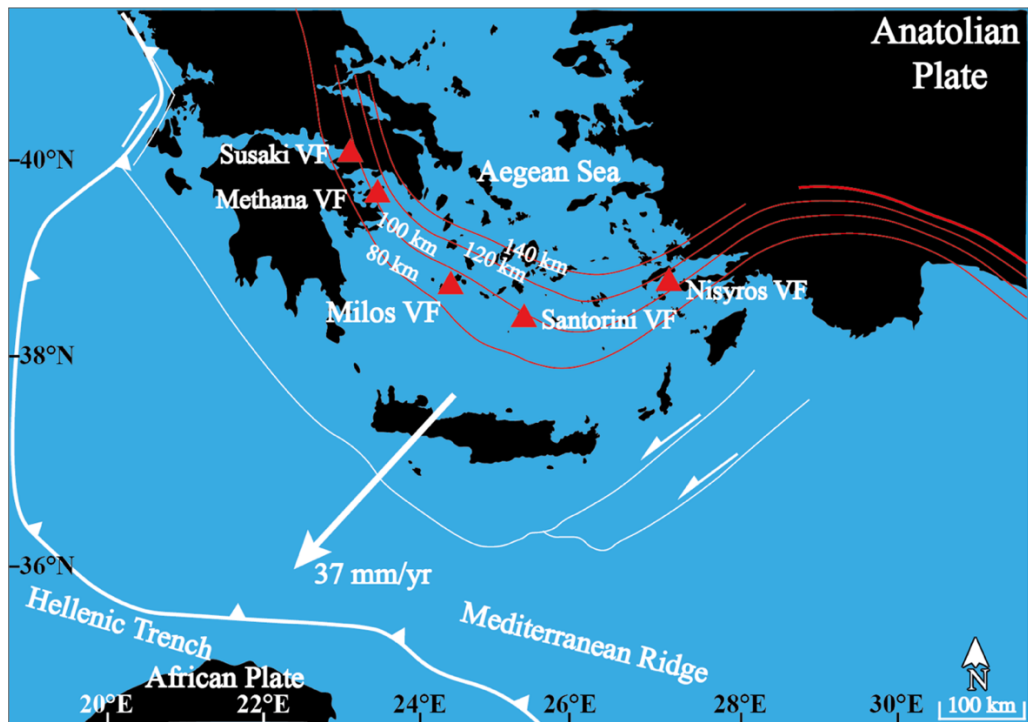 Anatolian
Plate
40°N
Susaki VF
Aegean Sea
Methana VF
100 km
140 km
120 km
80 km
Nisyros VF
Milos VF
Santorini VF
38°N
36°N
37 mm/yr
Hellenic Trench
Mediterranean Ridge
African Plate
N
20°E
22°E
24°E
26°E
28°E
30°E
100 km